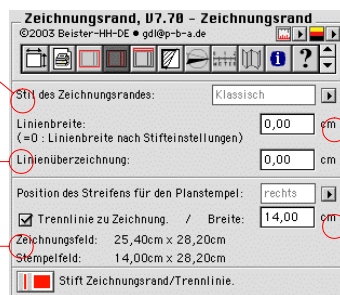 Zeichnungsrand, V7.70 - Zeichnungsrand
©2003 Beister-HH-DE • gdl@p-b-a.de
Stil des Zeichnungsrandes: Klassisch
Linienbreite: 0,00 cm
(=0 : Linienbreite nach Stifteinstellungen)
Linienüberzeichnung: 0,00 cm
Position des Streifens für den Planstempel: rechts
Trennlinie zu Zeichnung. / Breite: 14,00 cm
Zeichnungsfeld: 25,40cm x 28,20cm
Stempelfeld: 14,00cm x 28,20cm
Stift Zeichnungsrand/Trennlinie.